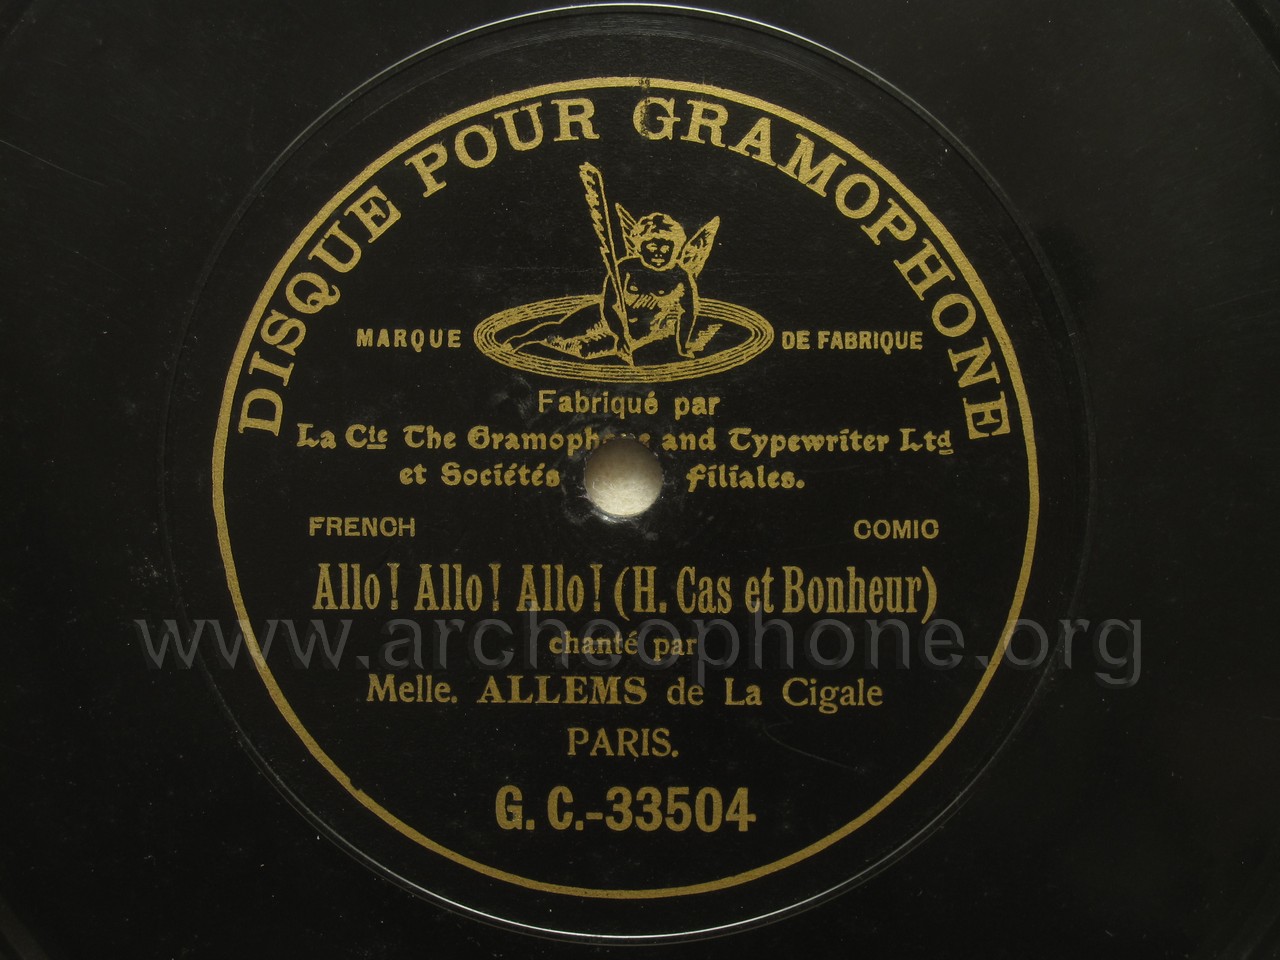 DISQUE POUR GRAMOPHONE
MARQUE DE FABRIQUE
Fabriqué par
La Cie The Gramophone and Typewriter Ltd
et Sociétés filiales.
FRENCH COMIC
Allo! Allo! Allo! (H. Cas et Bonheur)
www.archeophone.org
chanté par
Melle. ALLEMS de La Cigale
PARIS.
G. C.-33504